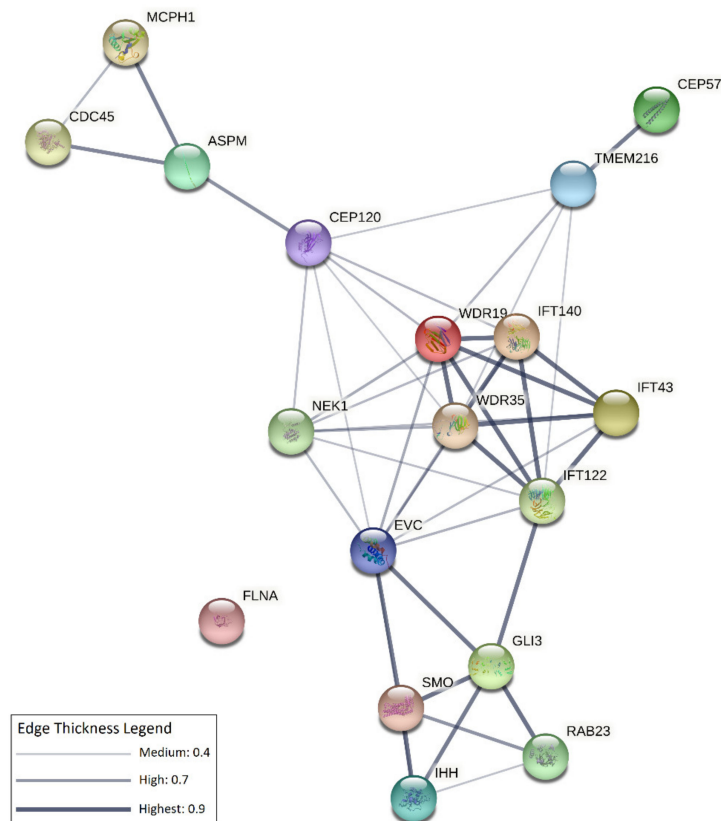 MCPH1
CEP57
CDC45
ASPM
TMEM216
CEP120
WDR19
IFT140
IFT43
NEK1
WDR35
IFT122
EVC
FLNA
GLI3
SMO
RAB23
IHH
Edge Thickness Legend
Medium: 0.4
High: 0.7
Highest: 0.9